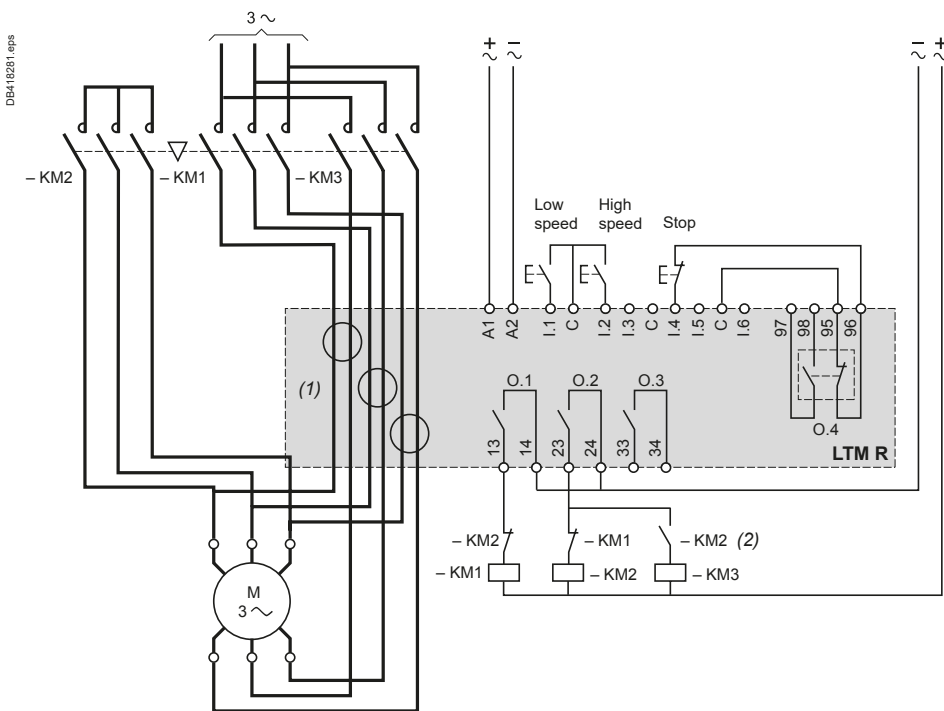 DB418281.eps
3 ∼
+ − − +
∼ ∼ ∼ ∼
– KM2 – KM1 – KM3
Low speed
High speed
Stop
A1 A2 I.1 C I.2 I.3 C I.4 I.5 C I.6 97 98 95 96
(1)
O.1 O.2 O.3
O.4
13 14 23 24 33 34
LTM R
– KM2 – KM1 – KM2 (2)
– KM1 – KM2 – KM3
M
3 ∼